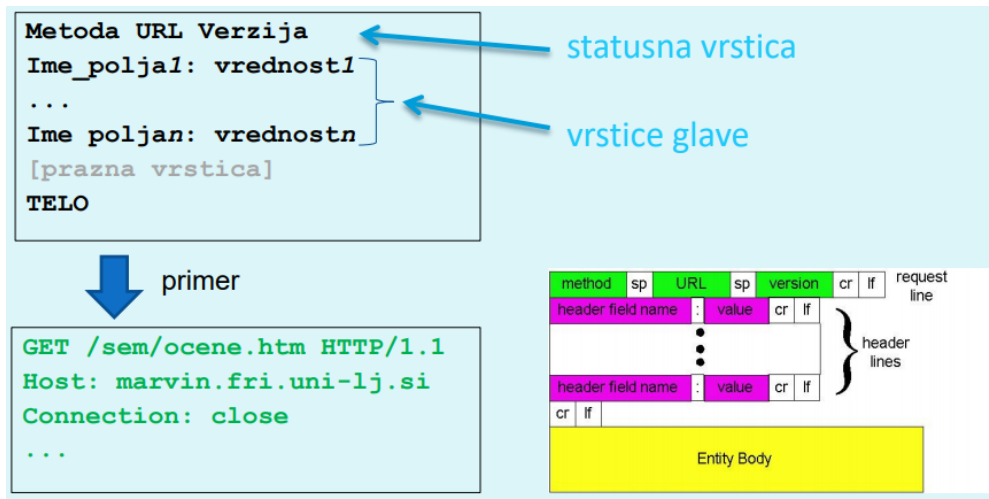 Metoda URL Verzija
Ime_polja1: vrednost1
...
Ime poljan: vrednostn
[prazna vrstica]
TELO
statusna vrstica
vrstice glave
primer
GET /sem/ocene.htm HTTP/1.1
Host: marvin.fri.uni-lj.si
Connection: close
...
method sp URL sp version cr lf
request
line
header field name : value cr lf
header
lines
header field name : value cr lf
cr lf
Entity Body